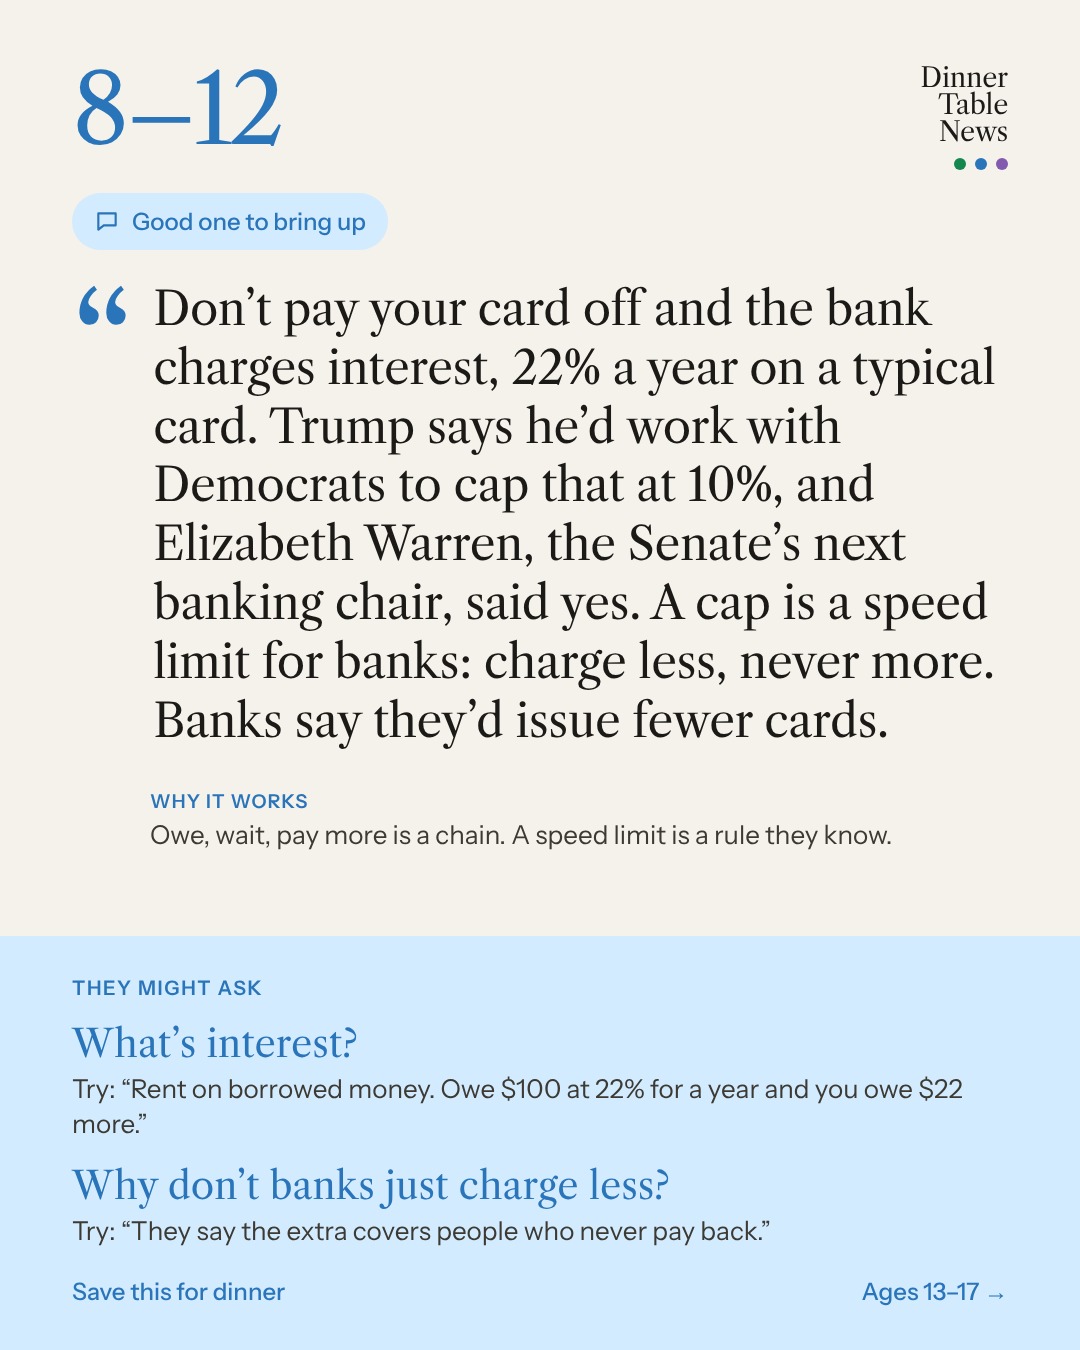 8–12
Dinner
Table
News
Good one to bring up
“ Don’t pay your card off and the bank
charges interest, 22% a year on a typical
card. Trump says he’d work with
Democrats to cap that at 10%, and
Elizabeth Warren, the Senate’s next
banking chair, said yes. A cap is a speed
limit for banks: charge less, never more.
Banks say they’d issue fewer cards.
WHY IT WORKS
Owe, wait, pay more is a chain. A speed limit is a rule they know.
THEY MIGHT ASK
What’s interest?
Try: “Rent on borrowed money. Owe $100 at 22% for a year and you owe $22
more.”
Why don’t banks just charge less?
Try: “They say the extra covers people who never pay back.”
Save this for dinner
Ages 13–17 →